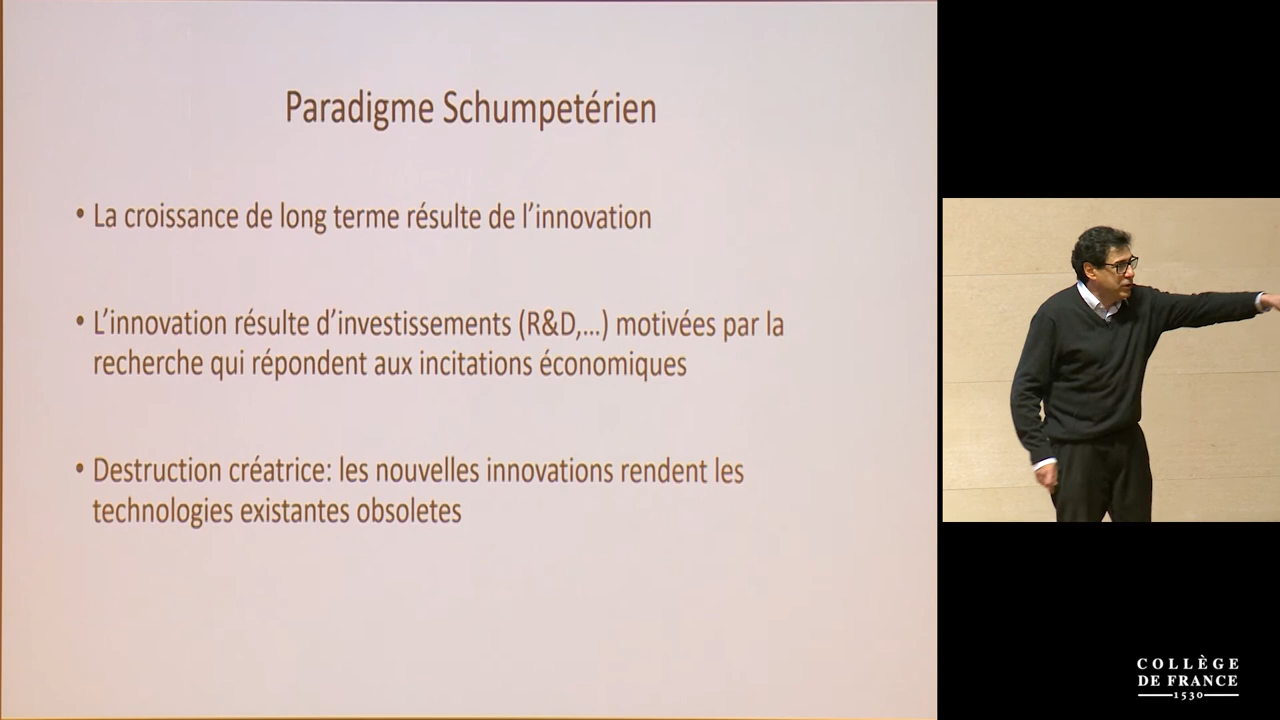 Paradigme Schumpetérien
• La croissance de long terme résulte de l'innovation
• L'innovation résulte d'investissements (R&D,...) motivées par la
recherche qui répondent aux incitations économiques
• Destruction créatrice: les nouvelles innovations rendent les
technologies existantes obsoletes
COLLÈGE
DE FRANCE
1530